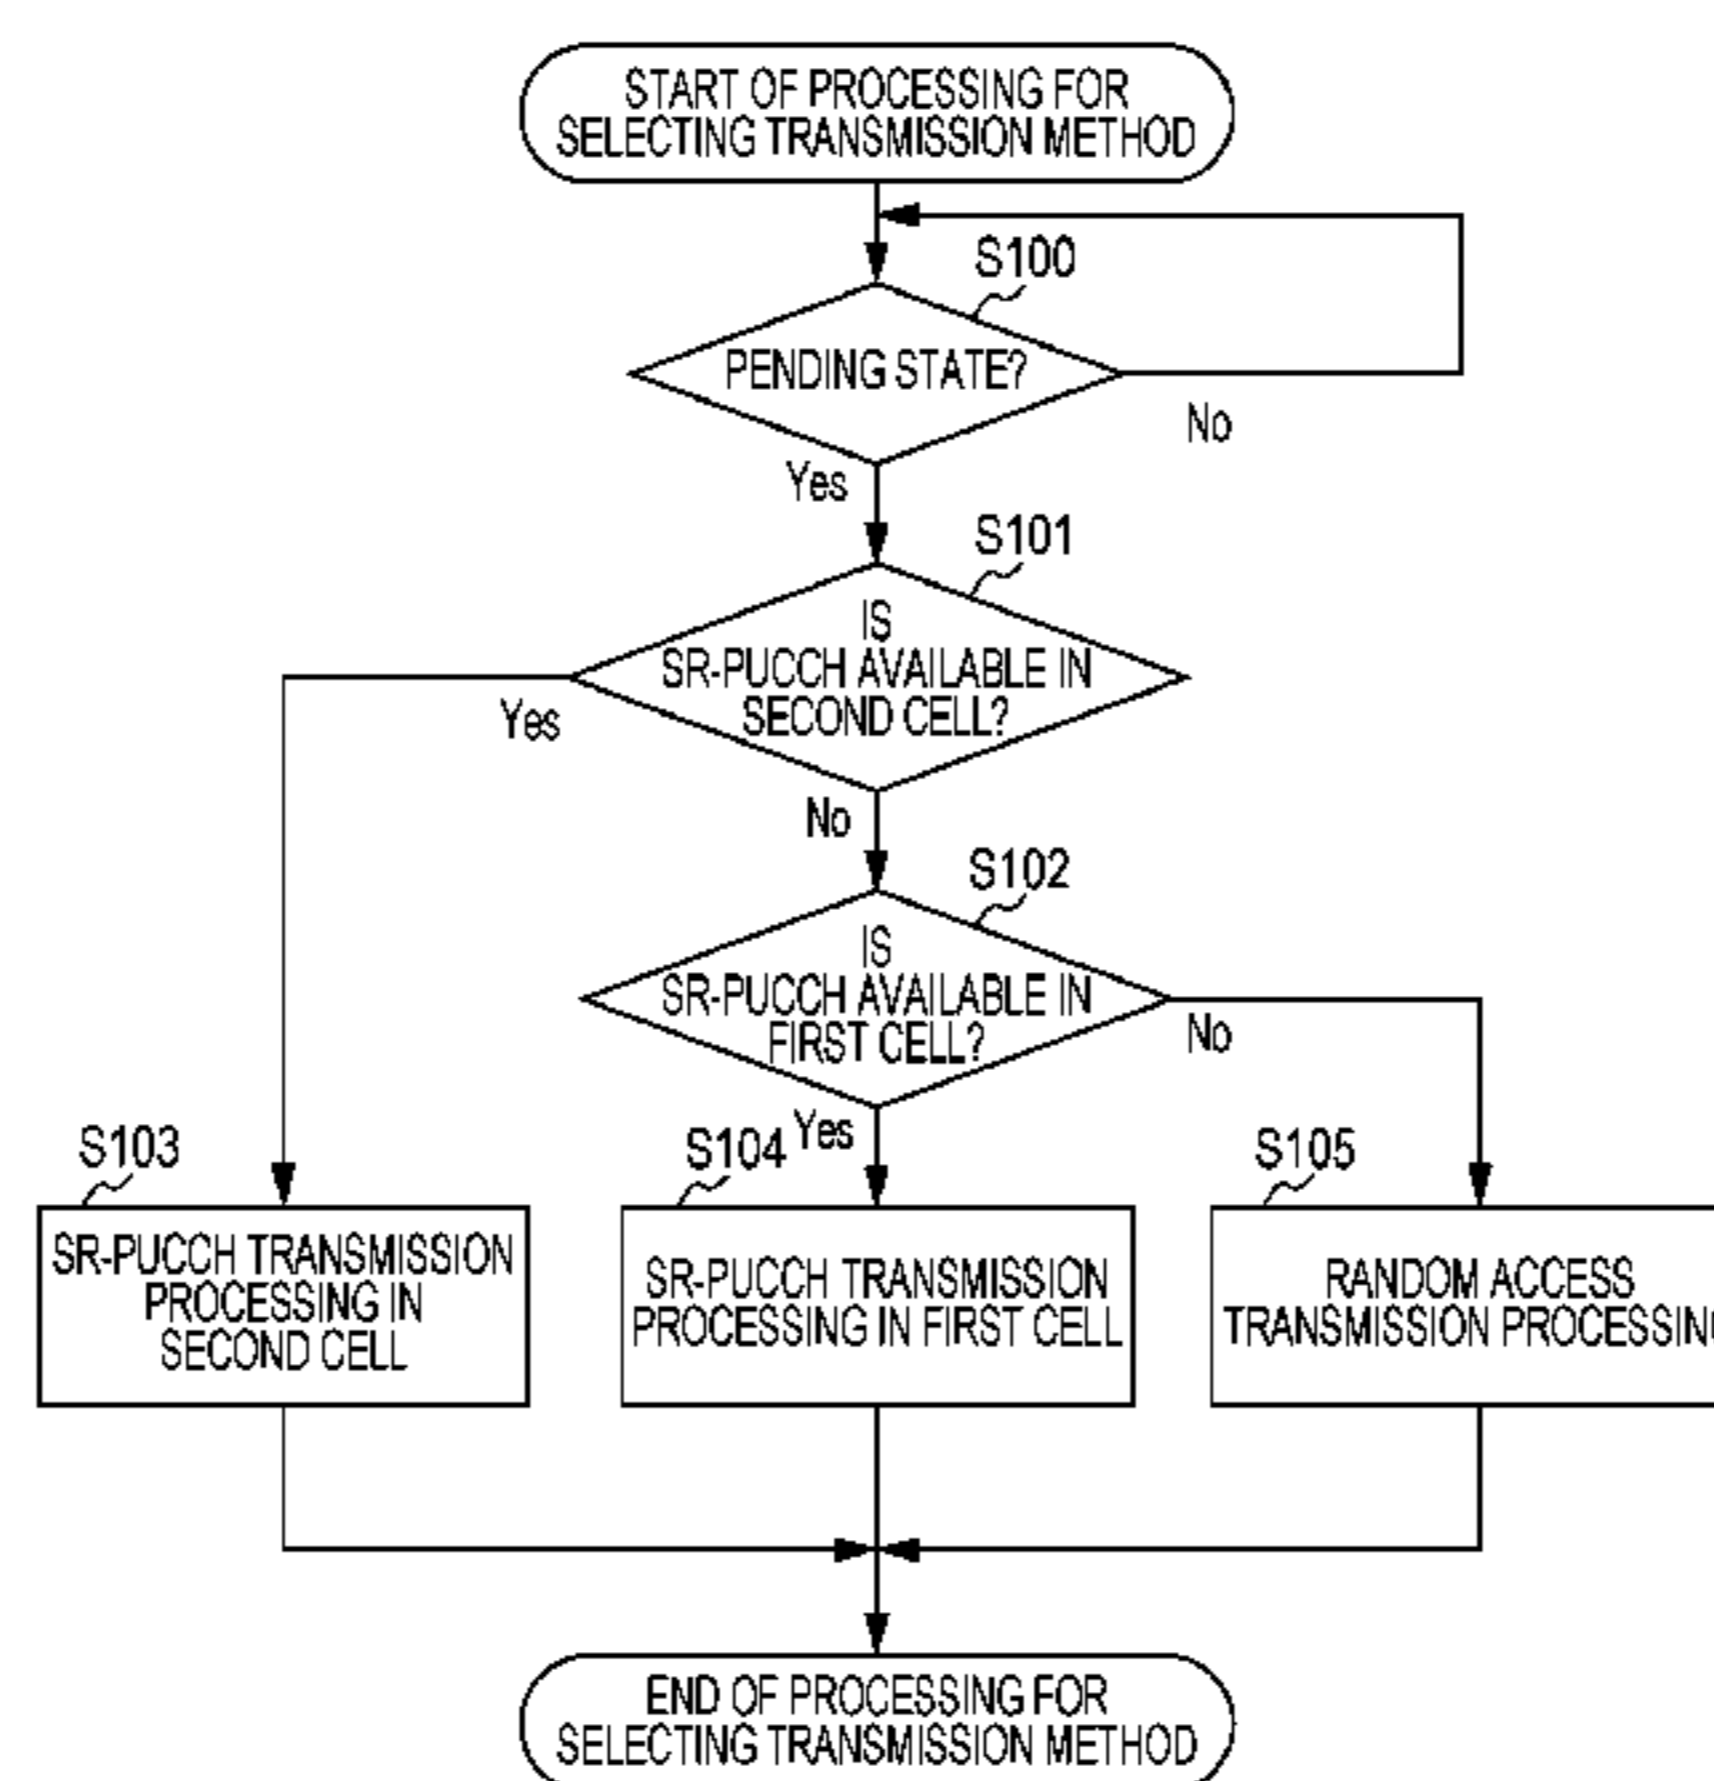 START OF PROCESSING FOR
SELECTING TRANSMISSION METHOD
S100
PENDING STATE?
No
Yes
S101
IS
SR-PUCCH AVAILABLE IN
SECOND CELL?
Yes
No
S102
IS
SR-PUCCH AVAILABLE IN
FIRST CELL?
No
Yes
S103
SR-PUCCH TRANSMISSION
PROCESSING IN
SECOND CELL
S104
SR-PUCCH TRANSMISSION
PROCESSING IN FIRST CELL
S105
RANDOM ACCESS
TRANSMISSION PROCESSING
END OF PROCESSING FOR
SELECTING TRANSMISSION METHOD